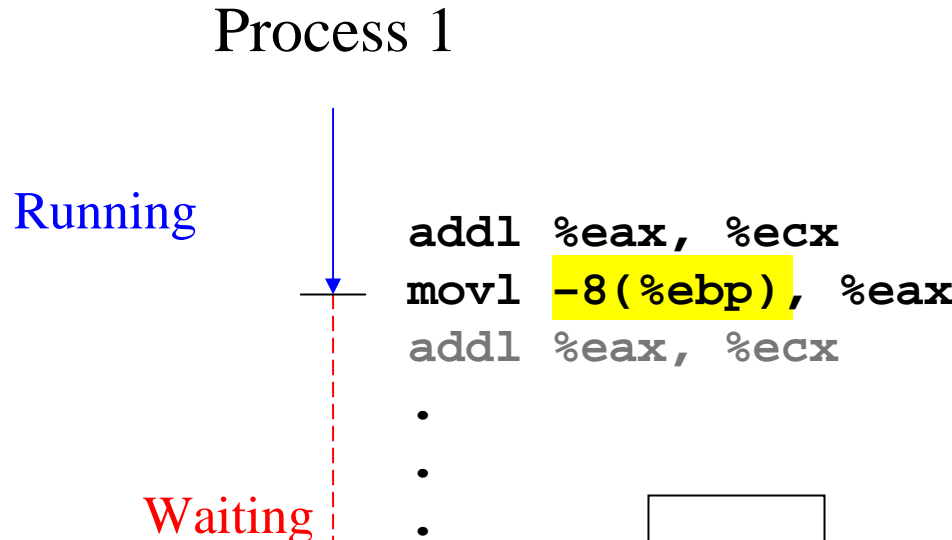 Process 1
Running
addl %eax, %ecx
movl -8(%ebp), %eax
addl %eax, %ecx
.
.
Waiting
.